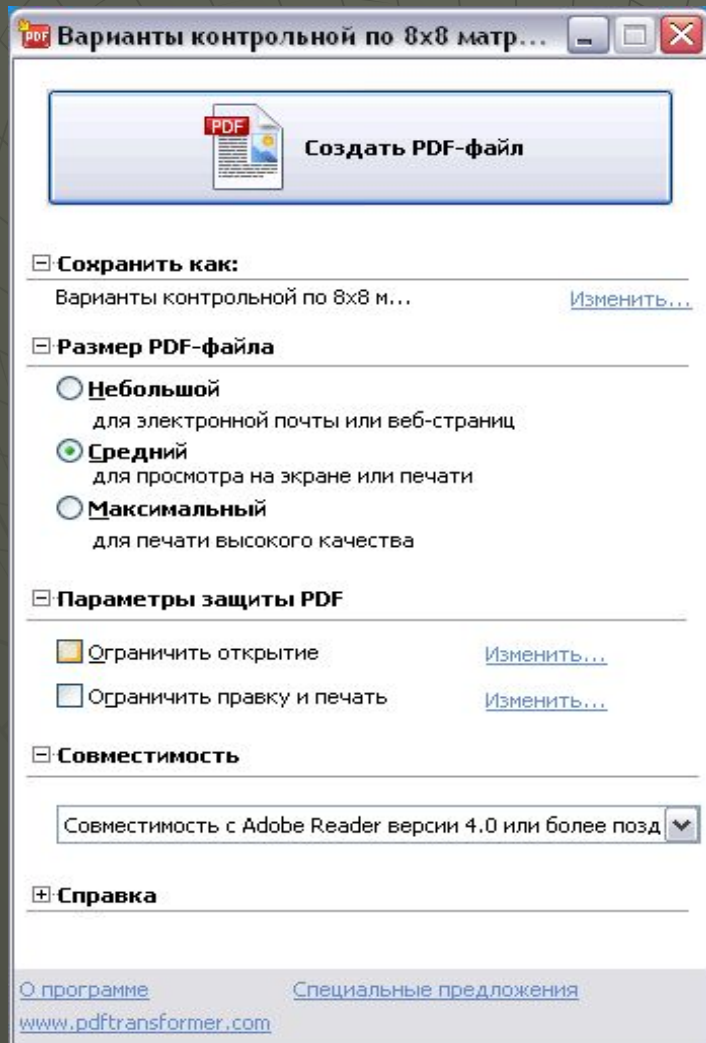 PDF Варианты контрольной по 8х8 матр...
PDF Создать PDF-файл
Сохранить как:
Варианты контрольной по 8х8 м... Изменить...
Размер PDF-файла
Небольшой
для электронной почты или веб-страниц
Средний
для просмотра на экране или печати
Максимальный
для печати высокого качества
Параметры защиты PDF
Ограничить открытие Изменить...
Ограничить правку и печать Изменить...
Совместимость
Совместимость с Adobe Reader версии 4.0 или более позд
Справка
О программе Специальные предложения
www.pdftransformer.com